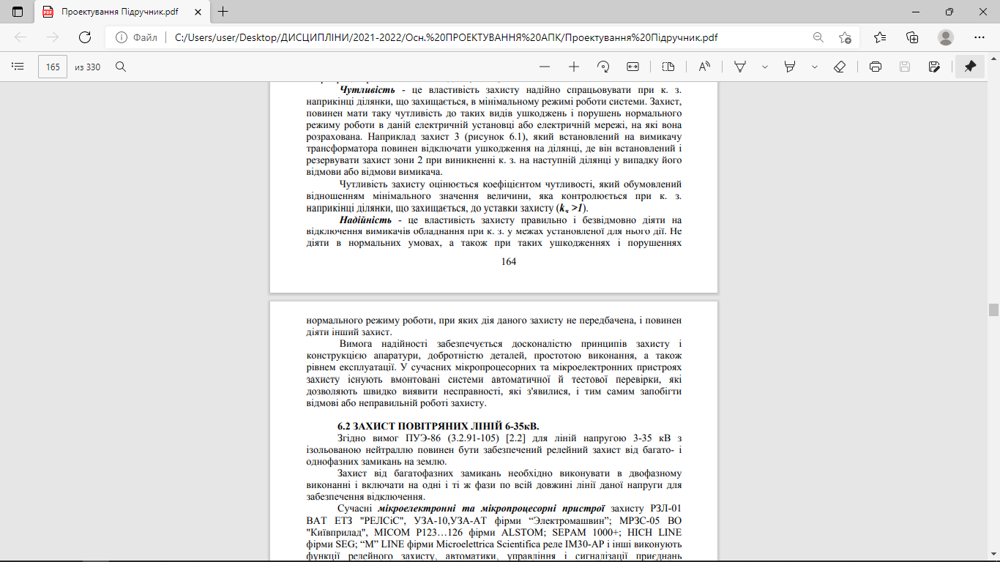 Проектування Підручник.pdf
Файл
C:/Users/user/Desktop/ДИСЦИПЛІНИ/2021-2022/Осн.%20ПРОЕКТУВАННЯ%20АПК/Проектування%20Підручник.pdf
165 из 330
Чутливість - це властивість захисту надійно спрацьовувати при к. з.
наприкінці ділянки, що захищається, в мінімальному режимі роботи системи. Захист,
повинен мати таку чутливість до таких видів ушкоджень і порушень нормального
режиму роботи в даній електричній установці або електричній мережі, на які вона
розрахована. Наприклад захист 3 (рисунок 6.1), який встановлений на вимикачу
трансформатора повинен відключати ушкодження на ділянці, де він встановлений і
резервувати захист зони 2 при виникненні к. з. на наступній ділянці у випадку його
відмови або відмови вимикача.
Чутливість захисту оцінюється коефіцієнтом чутливості, який обумовлений
відношенням мінімального значення величини, яка контролюється при к. з.
наприкінці ділянки, що захищається, до уставки захисту (kч >1).
Надійність - це властивість захисту правильно і безвідмовно діяти на
відключення вимикачів обладнання при к. з. у межах установленої для нього дії. Не
діяти в нормальних умовах, а також при таких ушкодженнях і порушеннях
164
нормального режиму роботи, при яких дія даного захисту не передбачена, і повинен
діяти інший захист.
Вимога надійності забезпечується досконалістю принципів захисту і
конструкцією апаратури, добротністю деталей, простотою виконання, а також
рівнем експлуатації. У сучасних мікропроцесорних та мікроелектронних пристроях
захисту існують вмонтовані системи автоматичної й тестової перевірки, які
дозволяють швидко виявити несправності, які з'явилися, і тим самим запобігти
відмові або неправильній роботі захисту.
6.2 ЗАХИСТ ПОВІТРЯНИХ ЛІНІЙ 6-35кВ.
Згідно вимог ПУЭ-86 (3.2.91-105) [2.2] для ліній напругою 3-35 кВ з
ізольованою нейтраллю повинен бути забезпечений релейний захист від багато- і
однофазних замикань на землю.
Захист від багатофазних замикань необхідно виконувати в двофазному
виконанні і включати на одні і ті ж фази по всій довжині лінії даної напруги для
забезпечення відключення.
Сучасні мікроелектронні та мікропроцесорні пристрої захисту РЗЛ-01
ВАТ ЕТЗ "РЕЛСіС", УЗА-10,УЗА-АТ фірми “Электромашвин”; МРЗС-05 ВО
"Київприлад", MICOM P123…126 фірми ALSTOM; SEPAM 1000+; HICH LINE
фірми SEG; “M” LINE фірми Microelettrica Scientifica реле IM30-AP і інші виконують
функції релейного захисту, автоматики, управління і сигналізації приєднань